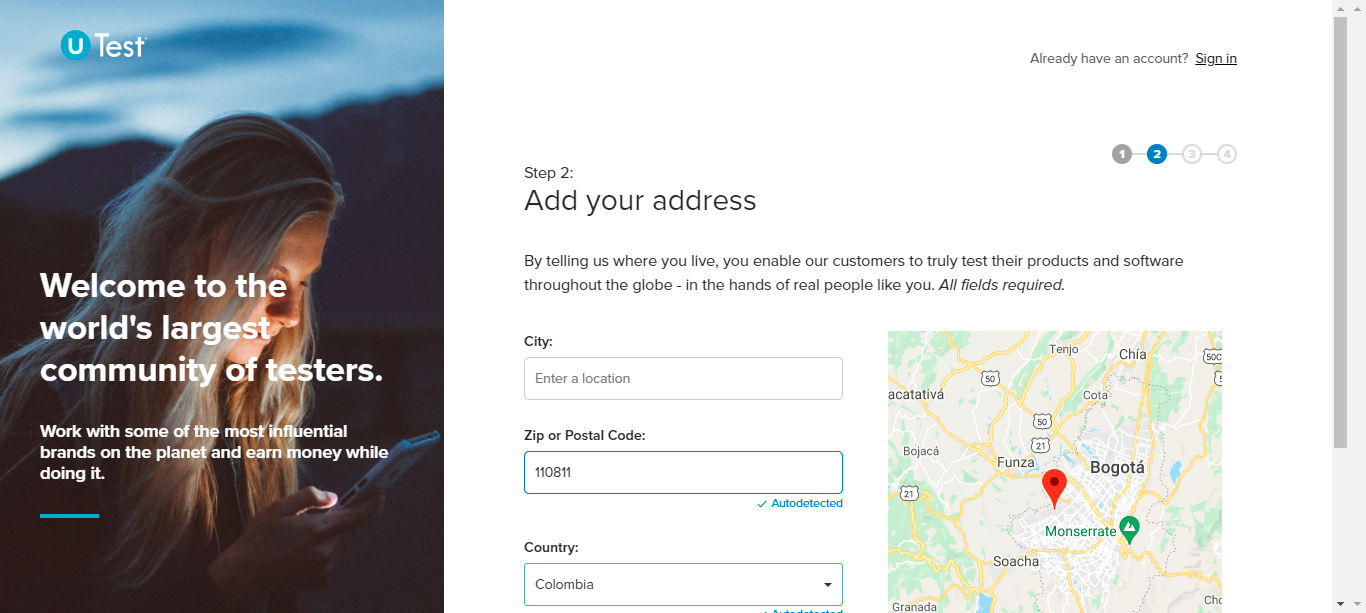 U Test
Already have an account? Sign in
1 2 3 4
Step 2:
Add your address
By telling us where you live, you enable our customers to truly test their products and software
throughout the globe - in the hands of real people like you. All fields required.
Welcome to the
world's largest
community of testers.
Work with some of the most influential
brands on the planet and earn money while
doing it.
City:
Enter a location
Zip or Postal Code:
110811
Autodetected
Country:
Colombia
Autodetected
Tenjo
Chía
50C
50
acatativá
Cota
50
21
Bojacá
Funza
Bogotá
21
Monserrate
Soacha
Granada